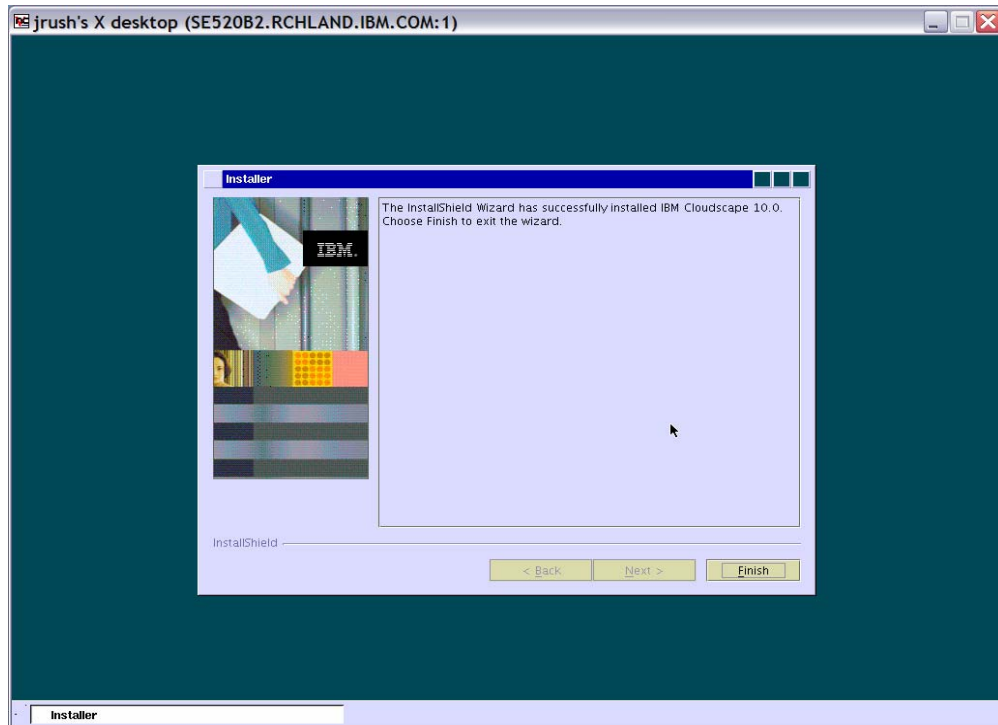 jrush's X desktop (SE520B2.RCHLAND.IBM.COM:1)
Installer
IBM.
The InstallShield Wizard has successfully installed IBM Cloudscape 10.0.
Choose Finish to exit the wizard.
InstallShield
< Back
Next >
Finish
Installer